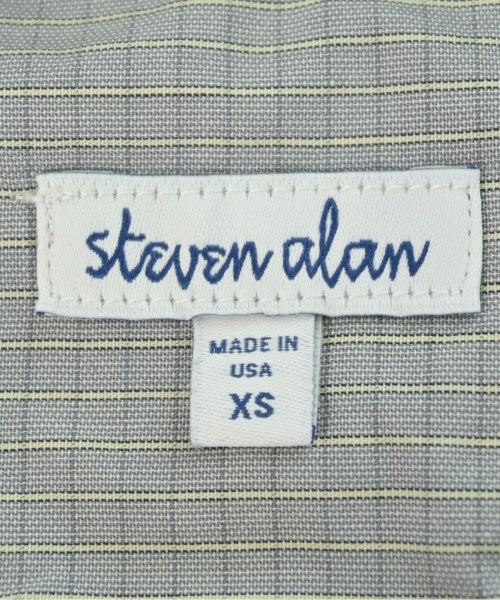 steven alan
MADE IN
USA
XS